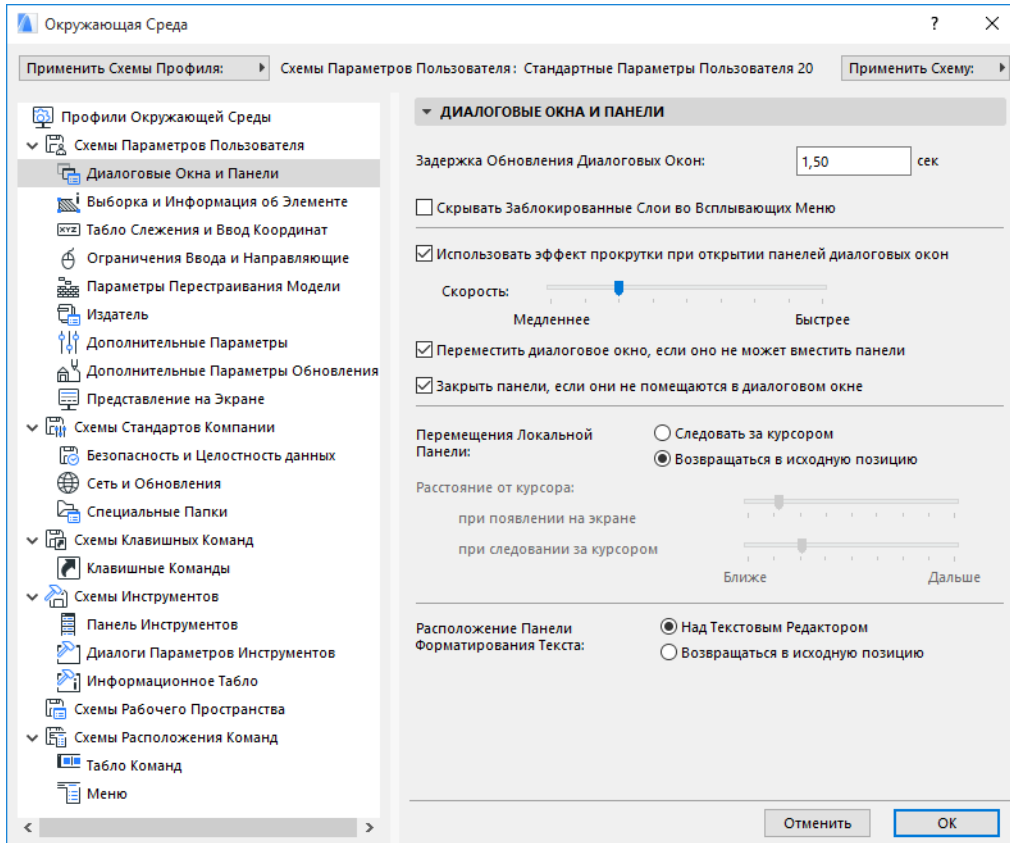 Окружающая Среда
?
Применить Схемы Профиля:
Схемы Параметров Пользователя: Стандартные Параметры Пользователя 20
Применить Схему:
Профили Окружающей Среды
Схемы Параметров Пользователя
Диалоговые Окна и Панели
Выборка и Информация об Элементе
Табло Слежения и Ввод Координат
Ограничения Ввода и Направляющие
Параметры Перестраивания Модели
Издатель
Дополнительные Параметры
Дополнительные Параметры Обновления
Представление на Экране
Схемы Стандартов Компании
Безопасность и Целостность данных
Сеть и Обновления
Специальные Папки
Схемы Клавишных Команд
Клавишные Команды
Схемы Инструментов
Панель Инструментов
Диалоги Параметров Инструментов
Информационное Табло
Схемы Рабочего Пространства
Схемы Расположения Команд
Табло Команд
Меню
ДИАЛОГОВЫЕ ОКНА И ПАНЕЛИ
Задержка Обновления Диалоговых Окон: 1,50 сек
Скрывать Заблокированные Слои во Всплывающих Меню
Использовать эффект прокрутки при открытии панелей диалоговых окон
Скорость:
Медленнее Быстрее
Переместить диалоговое окно, если оно не может вместить панели
Закрыть панели, если они не помещаются в диалоговом окне
Перемещения Локальной
Панели:
Следовать за курсором
Возвращаться в исходную позицию
Расстояние от курсора:
при появлении на экране
при следовании за курсором
Ближе Дальше
Расположение Панели
Форматирования Текста:
Над Текстовым Редактором
Возвращаться в исходную позицию
Отменить
OK